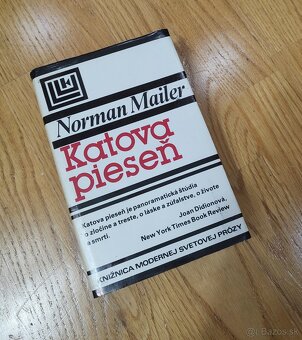 Norman Mailer
Katova
pieseň
Katova pieseň je panoramatická štúdia
o zločine a treste, o láske a zúfalstve, o živote
a smrti.
Joan Didionová,
New York Times Book Review
KNIŽNICA MODERNEJ SVETOVEJ PRÓZY
Bazos.sk